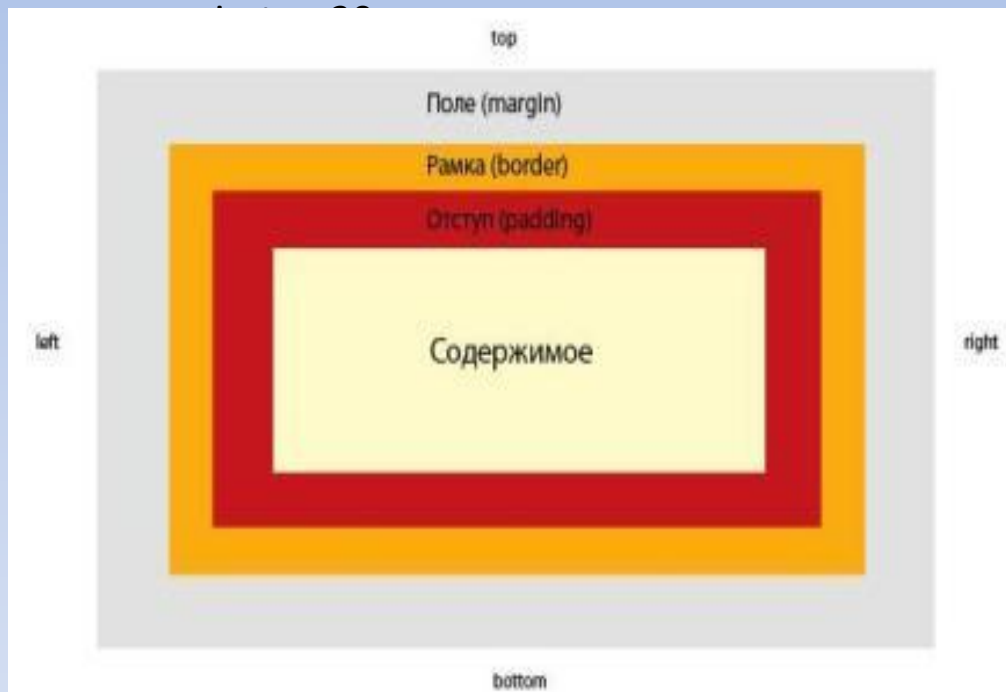 top
Поле (margin)
Рамка (border)
Отступ (padding)
left
Содержимое
right
bottom